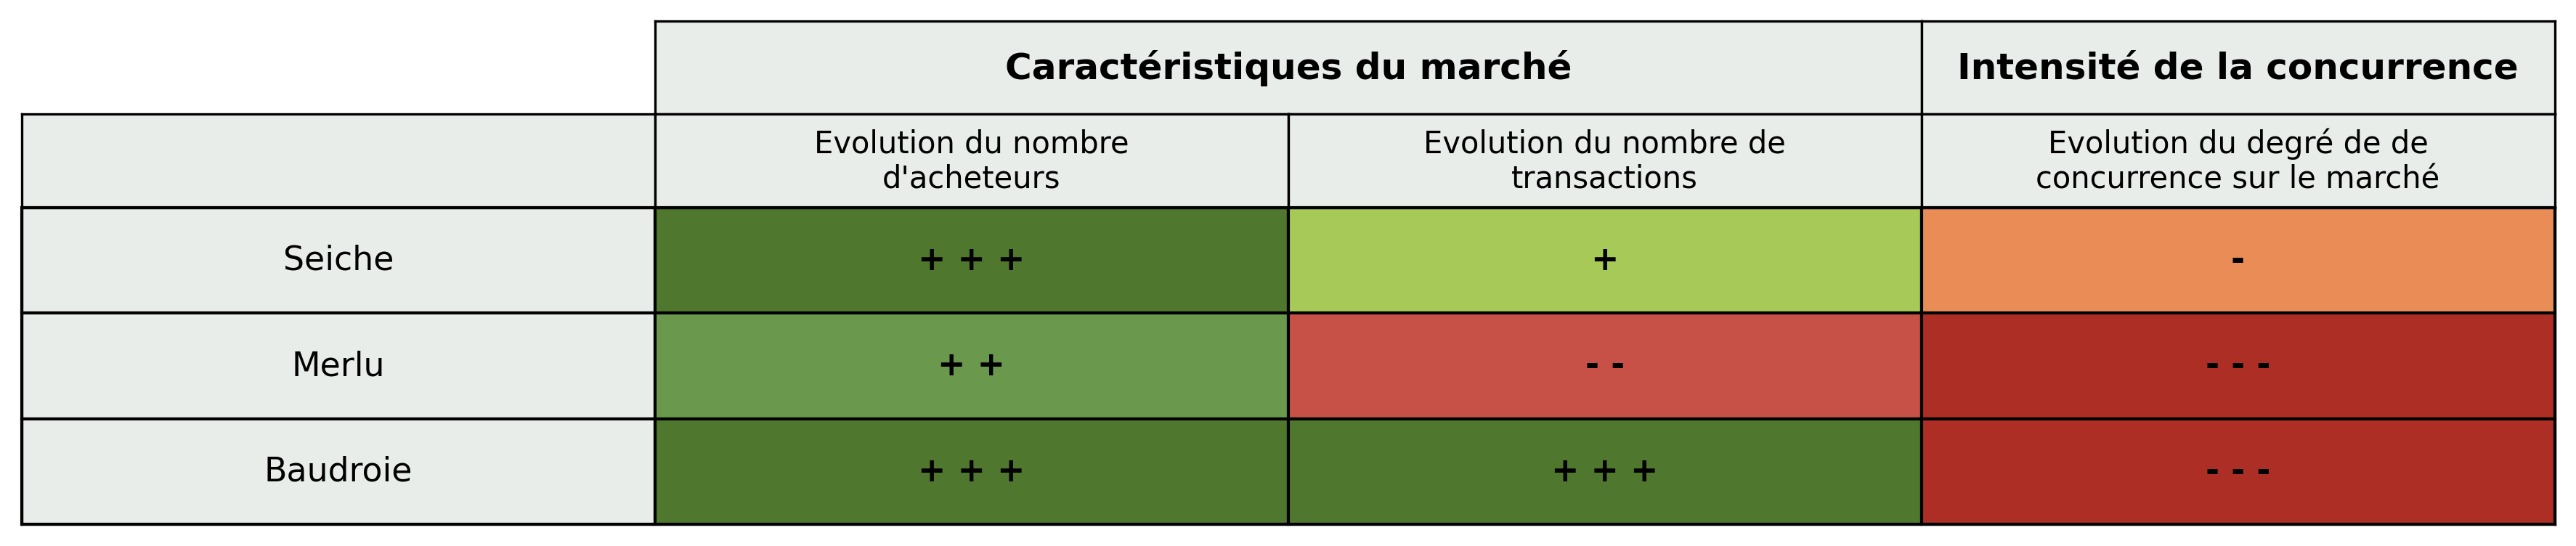 Caractéristiques du marché
Intensité de la concurrence
Evolution du nombre
d'acheteurs
Evolution du nombre de
transactions
Evolution du degré de de
concurrence sur le marché
Seiche
+ + +
+
-
Merlu
+ +
- -
- - -
Baudroie
+ + +
+ + +
- - -